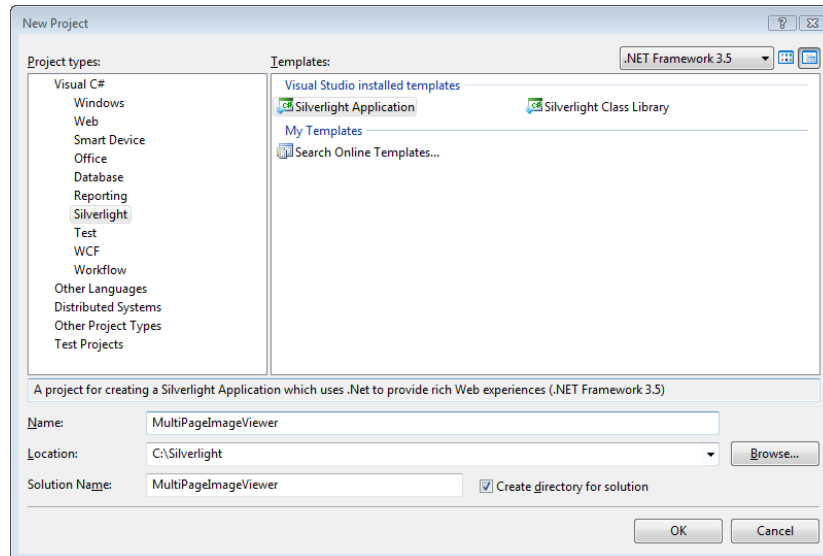 New Project
Project types:
Templates:
.NET Framework 3.5
Visual C#
Windows
Web
Smart Device
Office
Database
Reporting
Silverlight
Test
WCF
Workflow
Other Languages
Distributed Systems
Other Project Types
Test Projects
Visual Studio installed templates
Silverlight Application
Silverlight Class Library
My Templates
Search Online Templates...
A project for creating a Silverlight Application which uses .Net to provide rich Web experiences (.NET Framework 3.5)
Name: MultiPageImageViewer
Location: C:\Silverlight Browse...
Solution Name: MultiPageImageViewer Create directory for solution
OK Cancel